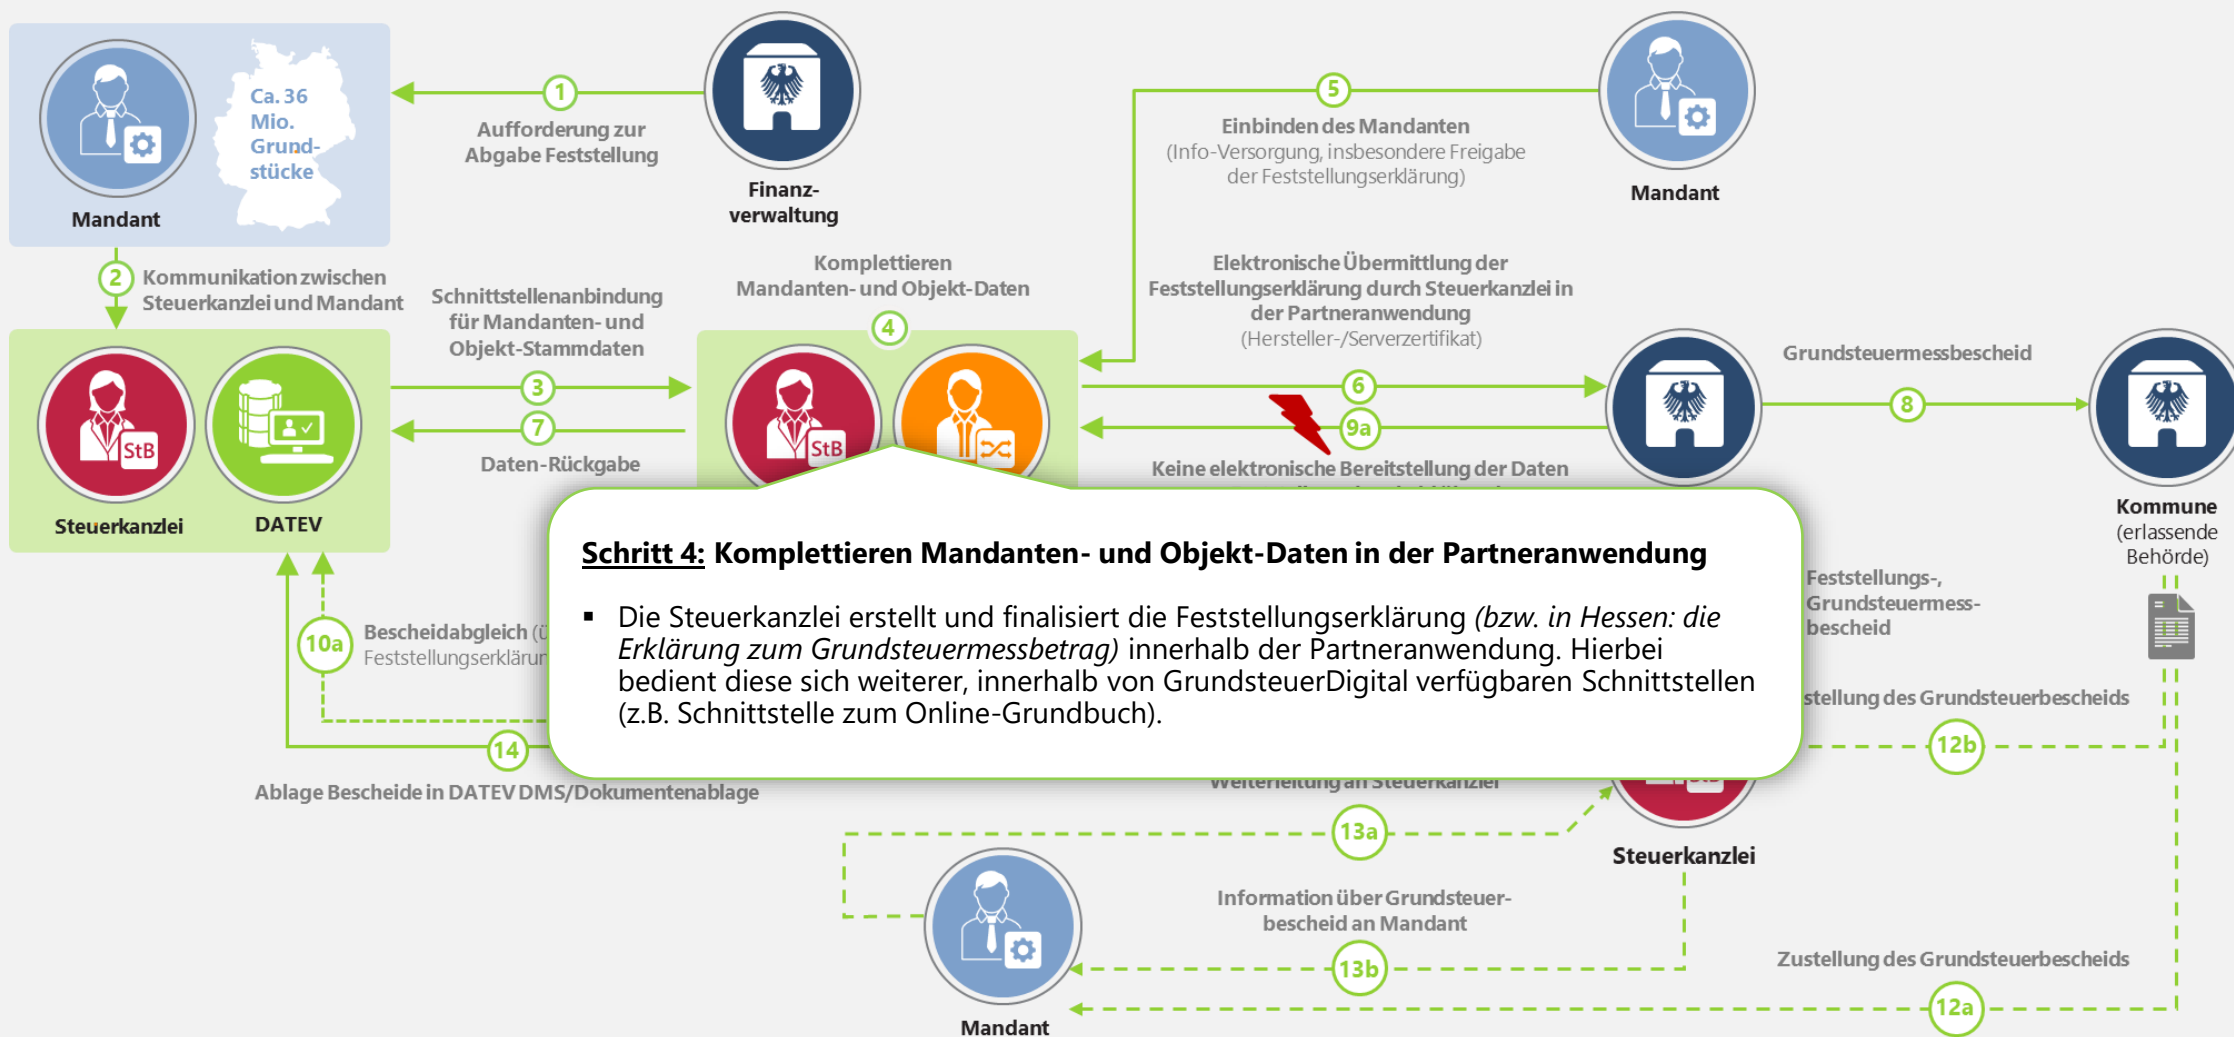 Ca. 36
Mio.
Grund-
stücke
Mandant
1
Aufforderung zur
Abgabe Feststellung
Finanz-
verwaltung
5
Einbinden des Mandanten
(Info-Versorgung, insbesondere Freigabe
der Feststellungserklärung)
Mandant
2
Kommunikation zwischen
Steuerkanzlei und Mandant
Schnittstellenanbindung
für Mandanten- und
Objekt-Stammdaten
3
7
Daten-Rückgabe
Komplettieren
Mandanten- und Objekt-Daten
4
Elektronische Übermittlung der
Feststellungserklärung durch Steuerkanzlei in
der Partneranwendung
(Hersteller-/Serverzertifikat)
6
9a
Keine elektronische Bereitstellung der Daten
Grundsteuermessbescheid
8
StB
Steuerkanzlei
DATEV
StB
Kommune
(erlassende
Behörde)
Schritt 4: Komplettieren Mandanten- und Objekt-Daten in der Partneranwendung
▪ Die Steuerkanzlei erstellt und finalisiert die Feststellungserklärung (bzw. in Hessen: die
Erklärung zum Grundsteuermessbetrag) innerhalb der Partneranwendung. Hierbei
bedient diese sich weiterer, innerhalb von GrundsteuerDigital verfügbaren Schnittstellen
(z.B. Schnittstelle zum Online-Grundbuch).
10a
Bescheidabgleich
Feststellungs-,
Grundsteuermess-
bescheid
stellung des Grundsteuerbescheids
12b
14
Ablage Bescheide in DATEV DMS/Dokumentenablage
Weiterleitung an Steuerkanzlei
13a
Steuerkanzlei
Information über Grundsteuer-
bescheid an Mandant
13b
Zustellung des Grundsteuerbescheids
12a
Mandant